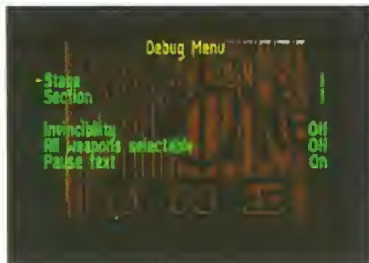 Debug Menu
Stage 1
Section 1
Invincibility Off
All weapons selectable Off
Pause text On